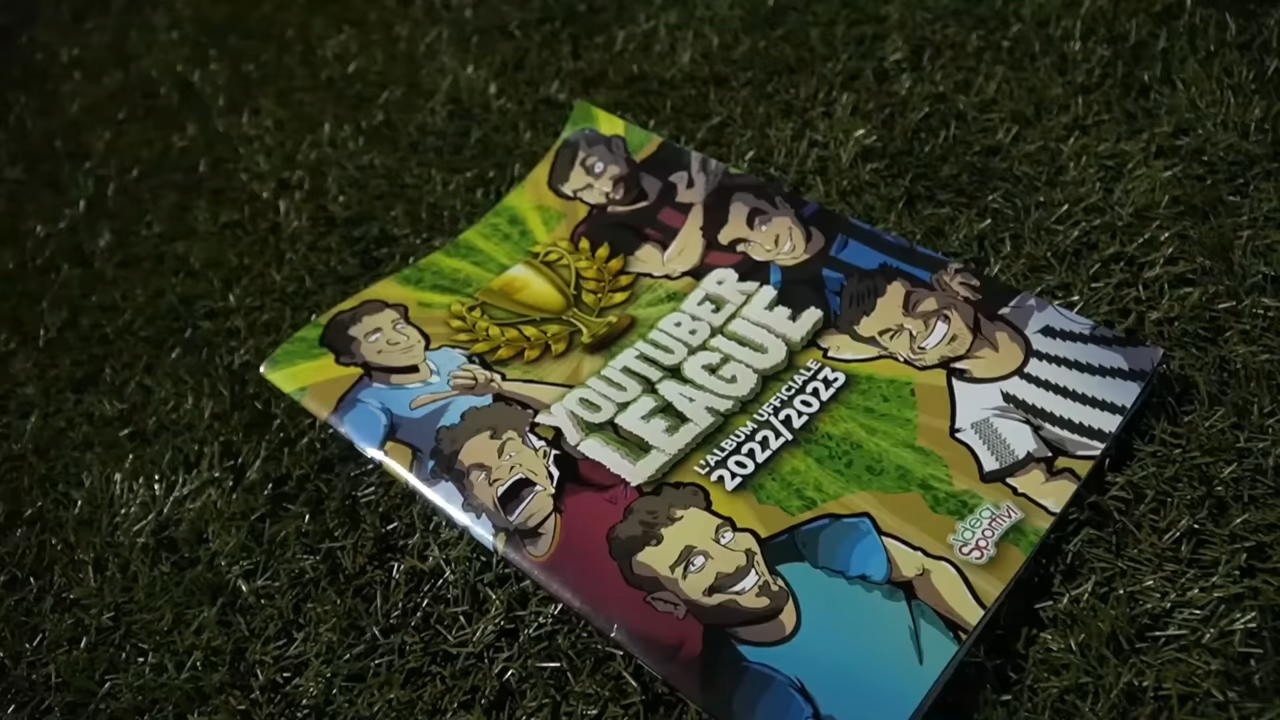 YOUTUBER
LEAGUE
L'ALBUM UFFICIALE
2022/2023
Idea
Sportivi